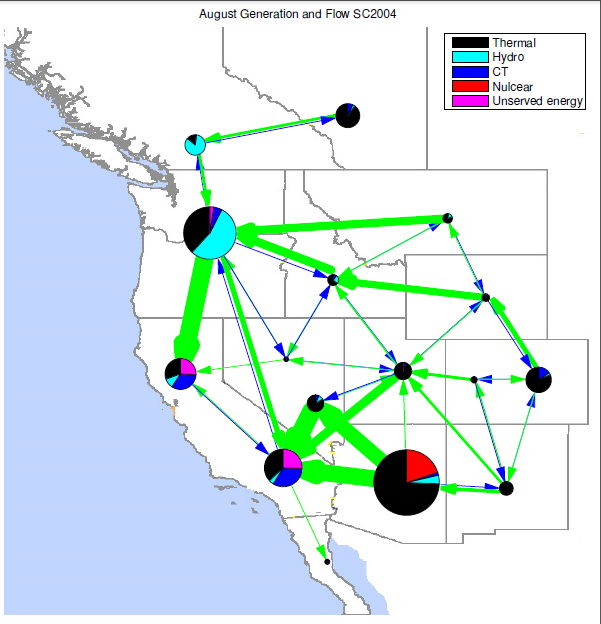 August Generation and Flow SC2004
Thermal
Hydro
CT
Nulcear
Unserved energy